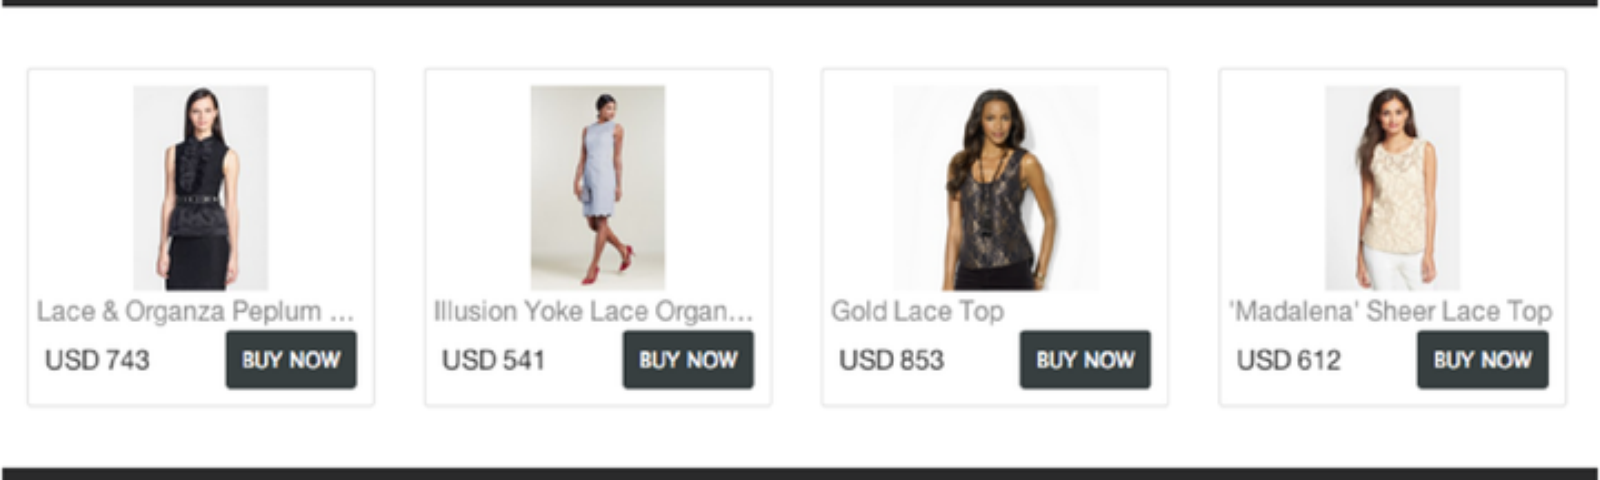 Lace & Organza Peplum ...
USD 743
BUY NOW
Illusion Yoke Lace Organ...
USD 541
BUY NOW
Gold Lace Top
USD 853
BUY NOW
'Madalena' Sheer Lace Top
USD 612
BUY NOW